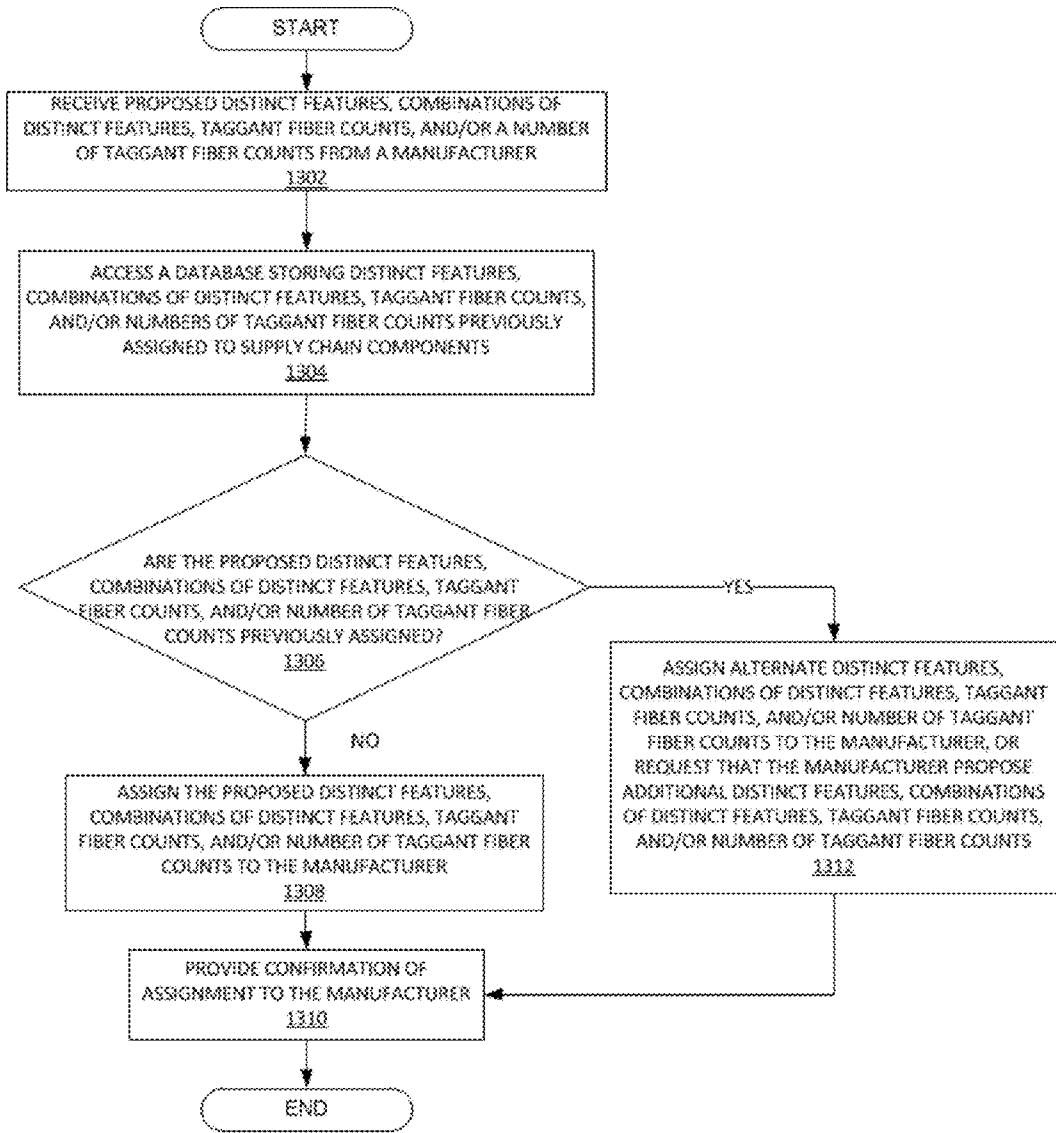 START
RECEIVE PROPOSED DISTINCT FEATURES, COMBINATIONS OF
DISTINCT FEATURES, TAGGANT FIBER COUNTS, AND/OR A NUMBER
OF TAGGANT FIBER COUNTS FROM A MANUFACTURER
1302
ACCESS A DATABASE STORING DISTINCT FEATURES,
COMBINATIONS OF DISTINCT FEATURES, TAGGANT FIBER COUNTS,
AND/OR NUMBERS OF TAGGANT FIBER COUNTS PREVIOUSLY
ASSIGNED TO SUPPLY CHAIN COMPONENTS
1304
ARE THE PROPOSED DISTINCT FEATURES,
COMBINATIONS OF DISTINCT FEATURES, TAGGANT
FIBER COUNTS, AND/OR NUMBER OF TAGGANT FIBER
COUNTS PREVIOUSLY ASSIGNED?
1306
YES
NO
ASSIGN ALTERNATE DISTINCT FEATURES,
COMBINATIONS OF DISTINCT FEATURES, TAGGANT
FIBER COUNTS, AND/OR NUMBER OF TAGGANT
FIBER COUNTS TO THE MANUFACTURER, OR
REQUEST THAT THE MANUFACTURER PROPOSE
ADDITIONAL DISTINCT FEATURES, COMBINATIONS
OF DISTINCT FEATURES, TAGGANT FIBER COUNTS,
AND/OR NUMBER OF TAGGANT FIBER COUNTS
1312
ASSIGN THE PROPOSED DISTINCT FEATURES,
COMBINATIONS OF DISTINCT FEATURES, TAGGANT
FIBER COUNTS, AND/OR NUMBER OF TAGGANT FIBER
COUNTS TO THE MANUFACTURER
1308
PROVIDE CONFIRMATION OF
ASSIGNMENT TO THE MANUFACTURER
1310
END